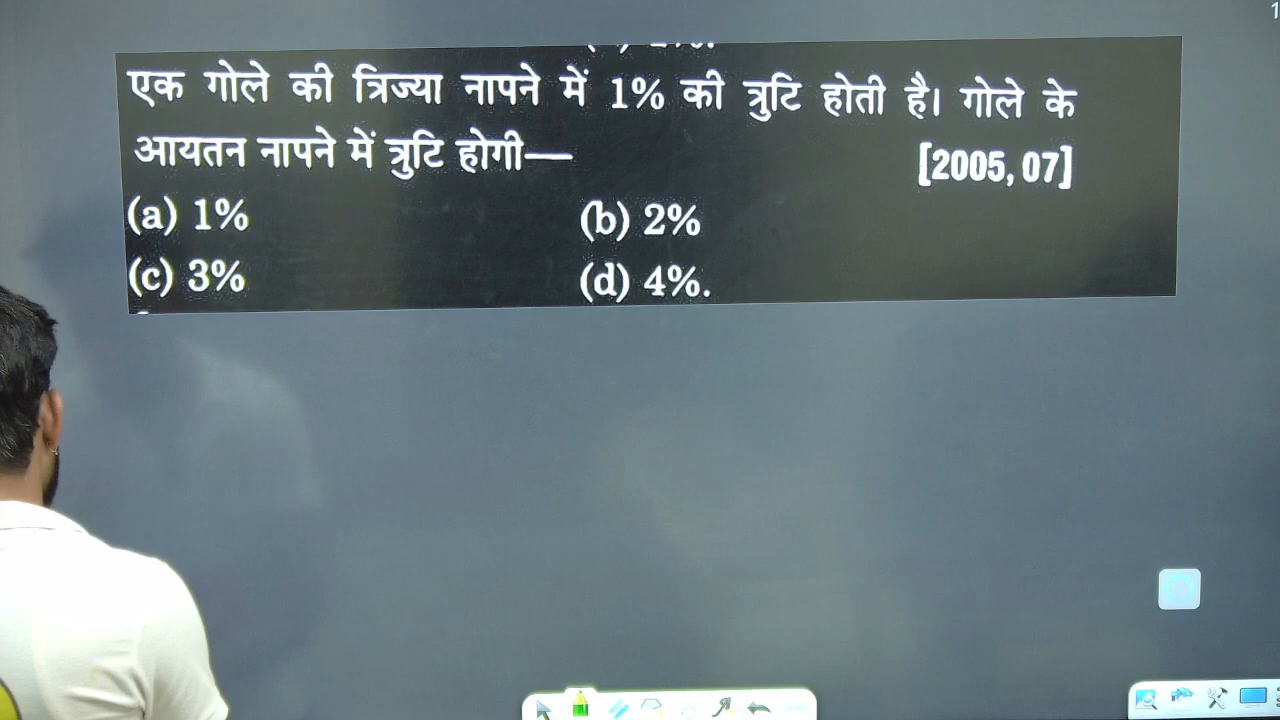 एक गोले की त्रिज्या नापने में 1% की त्रुटि होती है। गोले के
आयतन नापने में त्रुटि होगी— [2005, 07]
(a) 1% (b) 2%
(c) 3% (d) 4%.